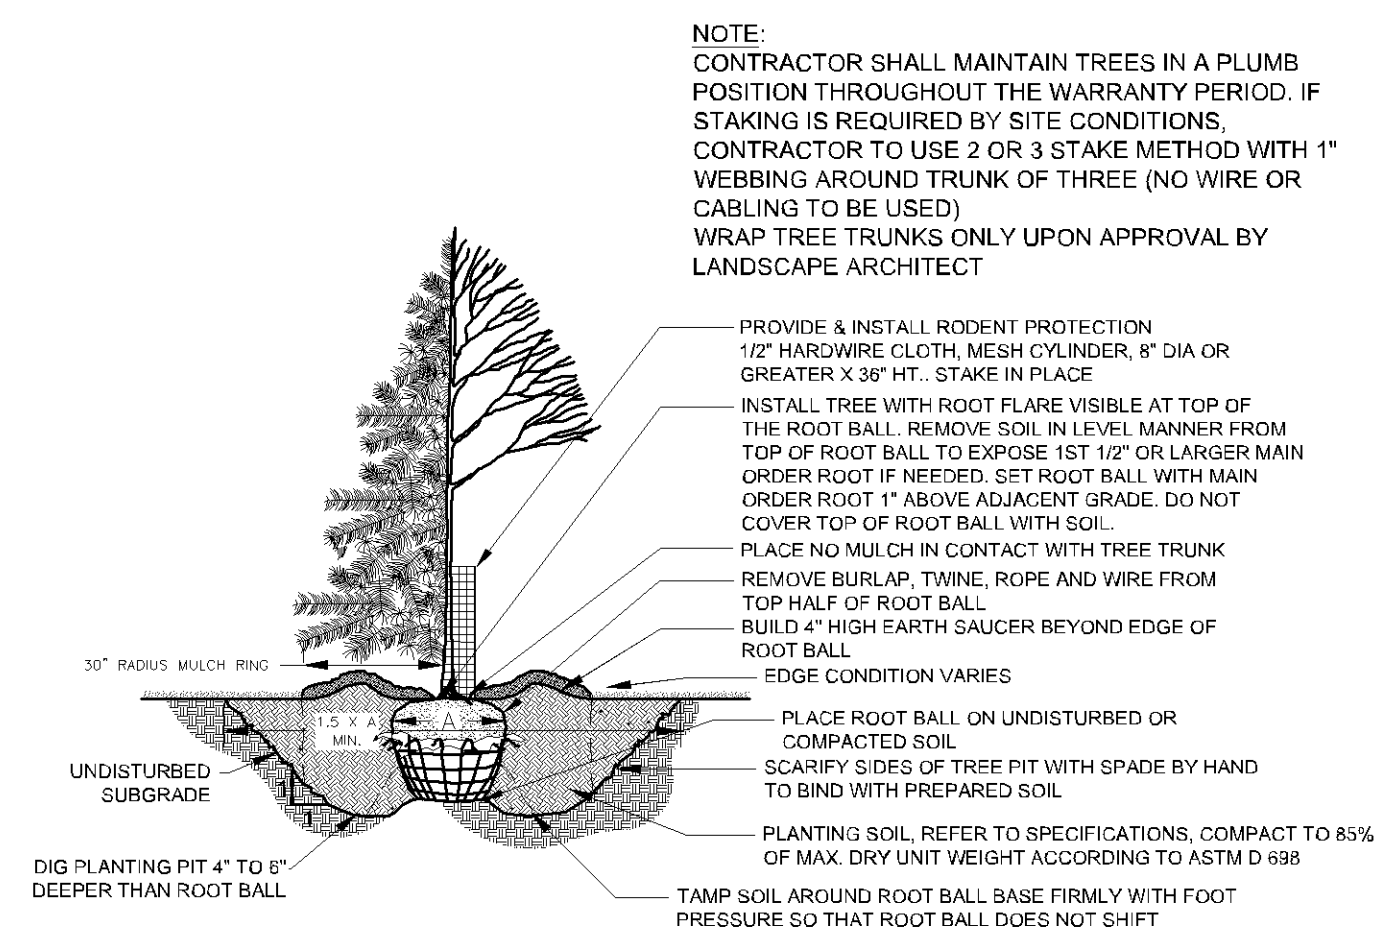 NOTE:
CONTRACTOR SHALL MAINTAIN TREES IN A PLUMB
POSITION THROUGHOUT THE WARRANTY PERIOD. IF
STAKING IS REQUIRED BY SITE CONDITIONS,
CONTRACTOR TO USE 2 OR 3 STAKE METHOD WITH 1"
WEBBING AROUND TRUNK OF THREE (NO WIRE OR
CABLING TO BE USED)
WRAP TREE TRUNKS ONLY UPON APPROVAL BY
LANDSCAPE ARCHITECT
PROVIDE & INSTALL RODENT PROTECTION
1/2" HARDWIRE CLOTH, MESH CYLINDER, 8" DIA OR
GREATER X 36" HT.. STAKE IN PLACE
INSTALL TREE WITH ROOT FLARE VISIBLE AT TOP OF
THE ROOT BALL. REMOVE SOIL IN LEVEL MANNER FROM
TOP OF ROOT BALL TO EXPOSE 1ST 1/2" OR LARGER MAIN
ORDER ROOT IF NEEDED. SET ROOT BALL WITH MAIN
ORDER ROOT 1" ABOVE ADJACENT GRADE. DO NOT
COVER TOP OF ROOT BALL WITH SOIL.
PLACE NO MULCH IN CONTACT WITH TREE TRUNK
REMOVE BURLAP, TWINE, ROPE AND WIRE FROM
TOP HALF OF ROOT BALL
BUILD 4" HIGH EARTH SAUCER BEYOND EDGE OF
ROOT BALL
30" RADIUS MULCH RING
EDGE CONDITION VARIES
1.5 X A
MIN.
A
PLACE ROOT BALL ON UNDISTURBED OR
COMPACTED SOIL
UNDISTURBED
SUBGRADE
SCARIFY SIDES OF TREE PIT WITH SPADE BY HAND
TO BIND WITH PREPARED SOIL
1
1
PLANTING SOIL, REFER TO SPECIFICATIONS, COMPACT TO 85%
OF MAX. DRY UNIT WEIGHT ACCORDING TO ASTM D 698
DIG PLANTING PIT 4" TO 6"
DEEPER THAN ROOT BALL
TAMP SOIL AROUND ROOT BALL BASE FIRMLY WITH FOOT
PRESSURE SO THAT ROOT BALL DOES NOT SHIFT